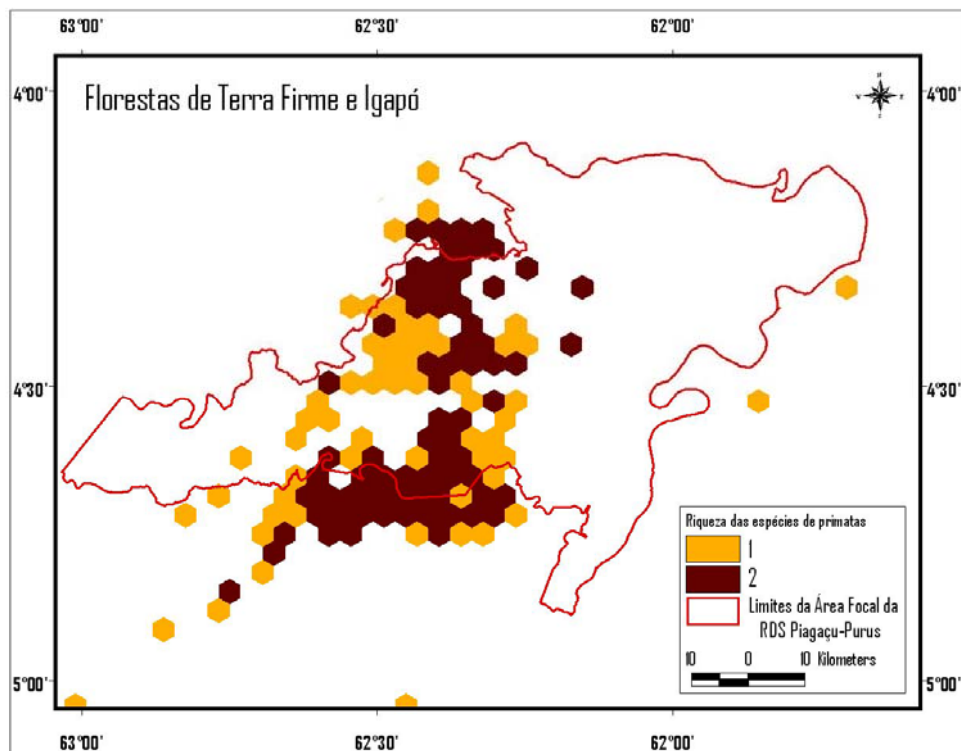 63°00' 62°30' 62°00'
4°00' 4°00'
Florestas de Terra Firme e Igapó
4°30' 4°30'
Riqueza das espécies de primatas
1
2
Limites da Área Focal da
RDS Piagaçu-Purus
10 0 10 Kilometers
5°00' 5°00'
63°00' 62°30' 62°00'